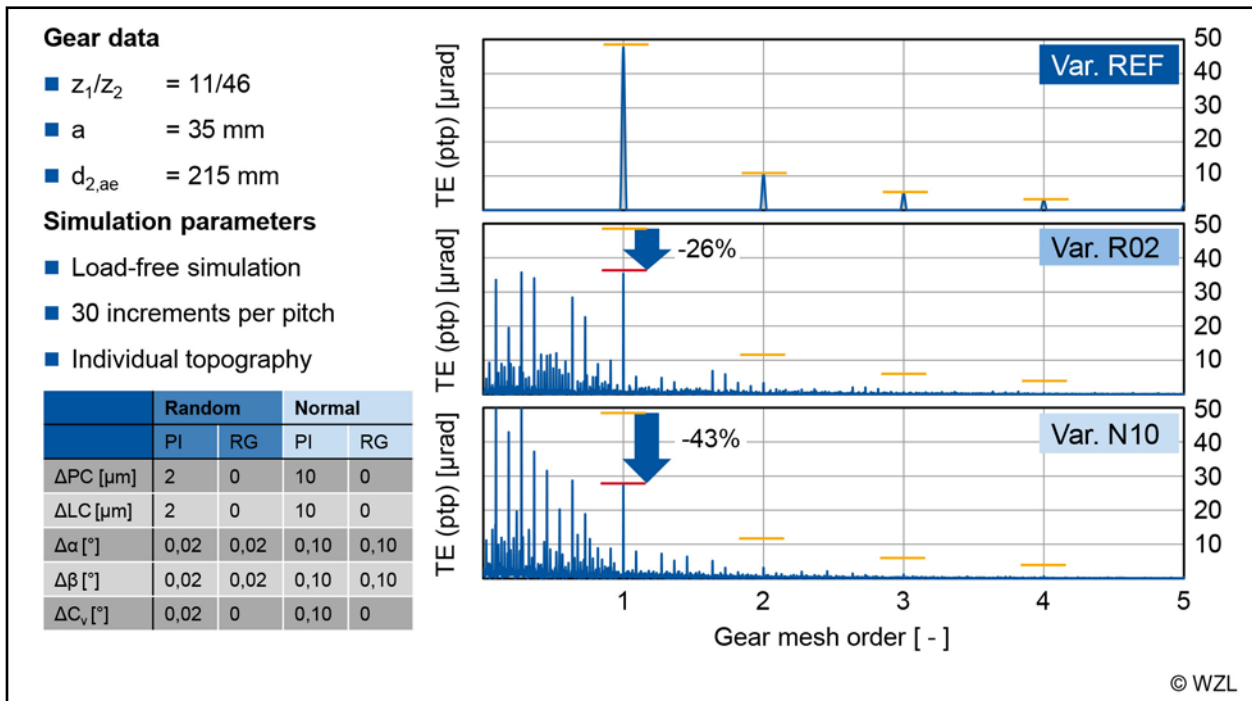 Gear data
z₁/z₂ = 11/46
a = 35 mm
d₂,ₐₑ = 215 mm
Simulation parameters
Load-free simulation
30 increments per pitch
Individual topography
Random Normal
PI RG PI RG
ΔPC [µm] 2 0 10 0
ΔLC [µm] 2 0 10 0
Δα [°] 0,02 0,02 0,10 0,10
Δβ [°] 0,02 0,02 0,10 0,10
ΔCᵥ [°] 0,02 0 0,10 0
TE (ptp) [µrad]
Var. REF
50
40
30
20
10
TE (ptp) [µrad]
-26%
Var. R02
50
40
30
20
10
TE (ptp) [µrad]
-43%
Var. N10
50
40
30
20
10
1 2 3 4 5
Gear mesh order [ - ]
© WZL